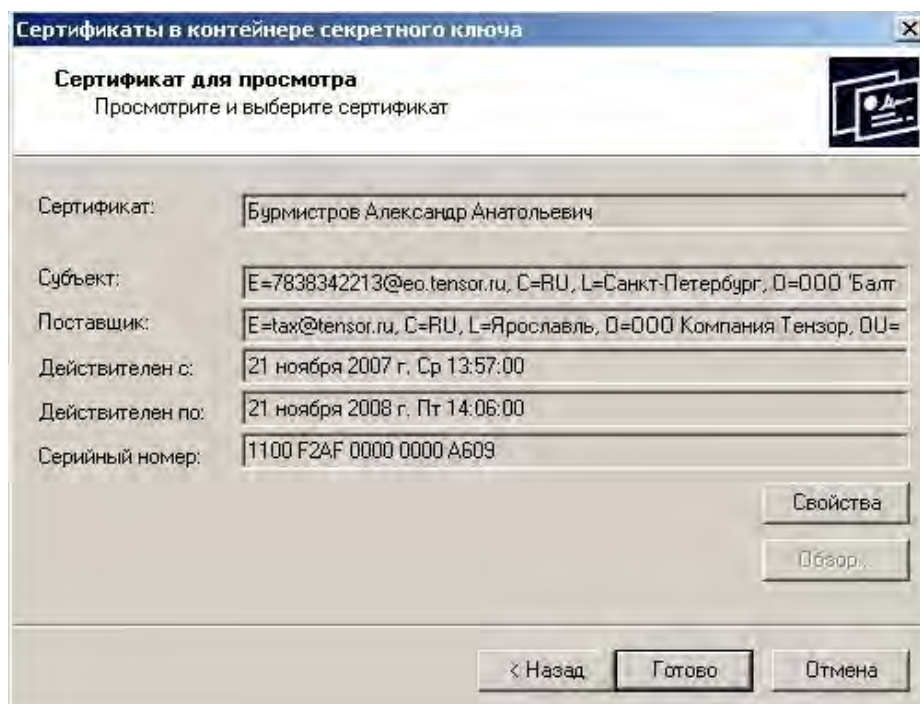 Сертификаты в контейнере секретного ключа
Сертификат для просмотра
Просмотрите и выберите сертификат
Сертификат: Бурмистров Александр Анатольевич
Субъект: E=7838342213@eo.tensor.ru, C=RU, L=Санкт-Петербург, O=ООО 'Балт
Поставщик: E=tax@tensor.ru, C=RU, L=Ярославль, O=ООО Компания Тензор, OU=
Действителен с: 21 ноября 2007 г. Ср 13:57:00
Действителен по: 21 ноября 2008 г. Пт 14:06:00
Серийный номер: 1100 F2AF 0000 0000 A609
Свойства
Обзор...
< Назад Готово Отмена